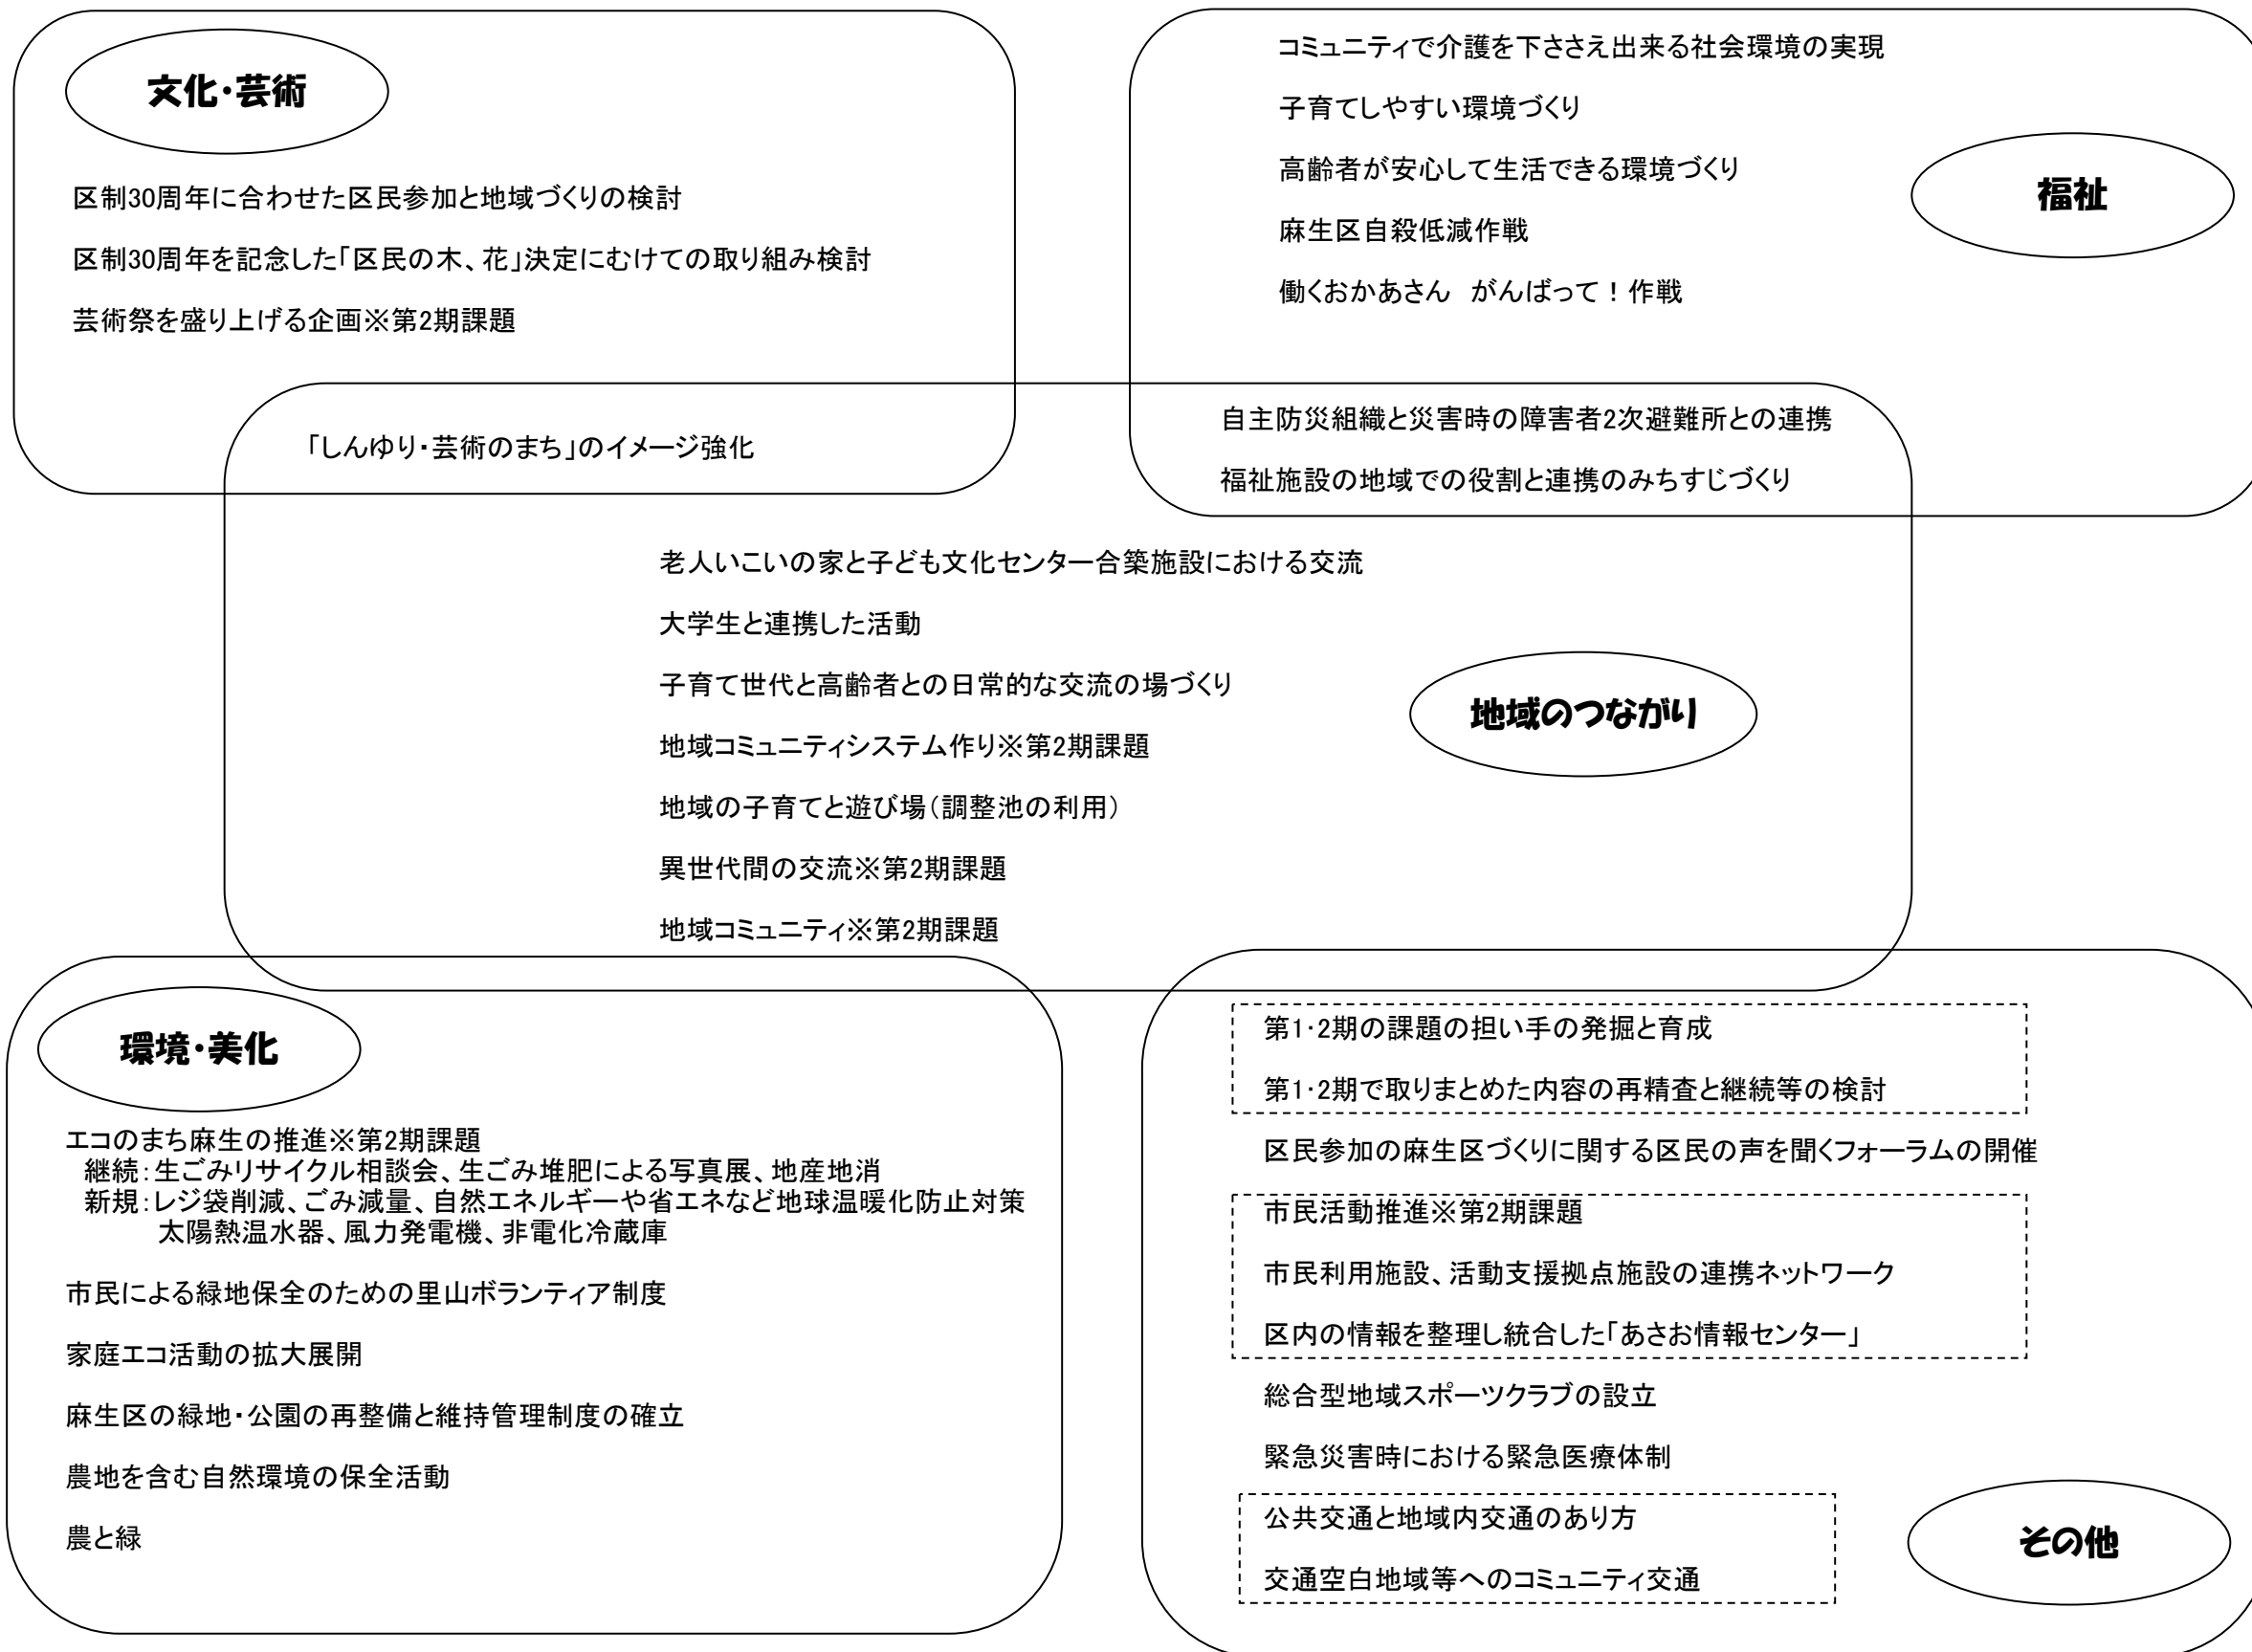 文化・芸術
区制30周年に合わせた区民参加と地域づくりの検討
区制30周年を記念した「区民の木、花」決定にむけての取り組み検討
芸術祭を盛り上げる企画※第2期課題
コミュニティで介護を下ささえ出来る社会環境の実現
子育てしやすい環境づくり
高齢者が安心して生活できる環境づくり
麻生区自殺低減作戦
働くおかあさん　がんばって！作戦
福祉
「しんゆり・芸術のまち」のイメージ強化
自主防災組織と災害時の障害者2次避難所との連携
福祉施設の地域での役割と連携のみちすじづくり
老人いこいの家と子ども文化センター合築施設における交流
大学生と連携した活動
子育て世代と高齢者との日常的な交流の場づくり
地域コミュニティシステム作り※第2期課題
地域の子育てと遊び場（調整池の利用）
異世代間の交流※第2期課題
地域コミュニティ※第2期課題
地域のつながり
環境・美化
エコのまち麻生の推進※第2期課題
継続：生ごみリサイクル相談会、生ごみ堆肥による写真展、地産地消
新規：レジ袋削減、ごみ減量、自然エネルギーや省エネなど地球温暖化防止対策
太陽熱温水器、風力発電機、非電化冷蔵庫
市民による緑地保全のための里山ボランティア制度
家庭エコ活動の拡大展開
麻生区の緑地・公園の再整備と維持管理制度の確立
農地を含む自然環境の保全活動
農と緑
第1・2期の課題の担い手の発掘と育成
第1・2期で取りまとめた内容の再精査と継続等の検討
区民参加の麻生区づくりに関する区民の声を聞くフォーラムの開催
市民活動推進※第2期課題
市民利用施設、活動支援拠点施設の連携ネットワーク
区内の情報を整理し統合した「あさお情報センター」
総合型地域スポーツクラブの設立
緊急災害時における緊急医療体制
公共交通と地域内交通のあり方
交通空白地域等へのコミュニティ交通
その他